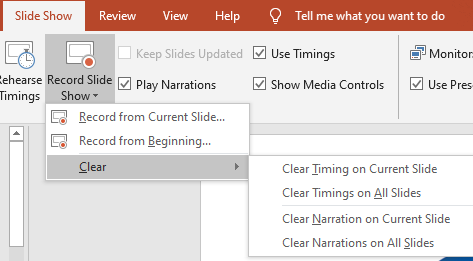 Slide Show Review View Help Tell me what you want to do
Rehearse Timings
Record Slide Show
Keep Slides Updated
Play Narrations
Use Timings
Show Media Controls
Use
Record from Current Slide...
Record from Beginning...
Clear
Clear Timing on Current Slide
Clear Timings on All Slides
Clear Narration on Current Slide
Clear Narrations on All Slides